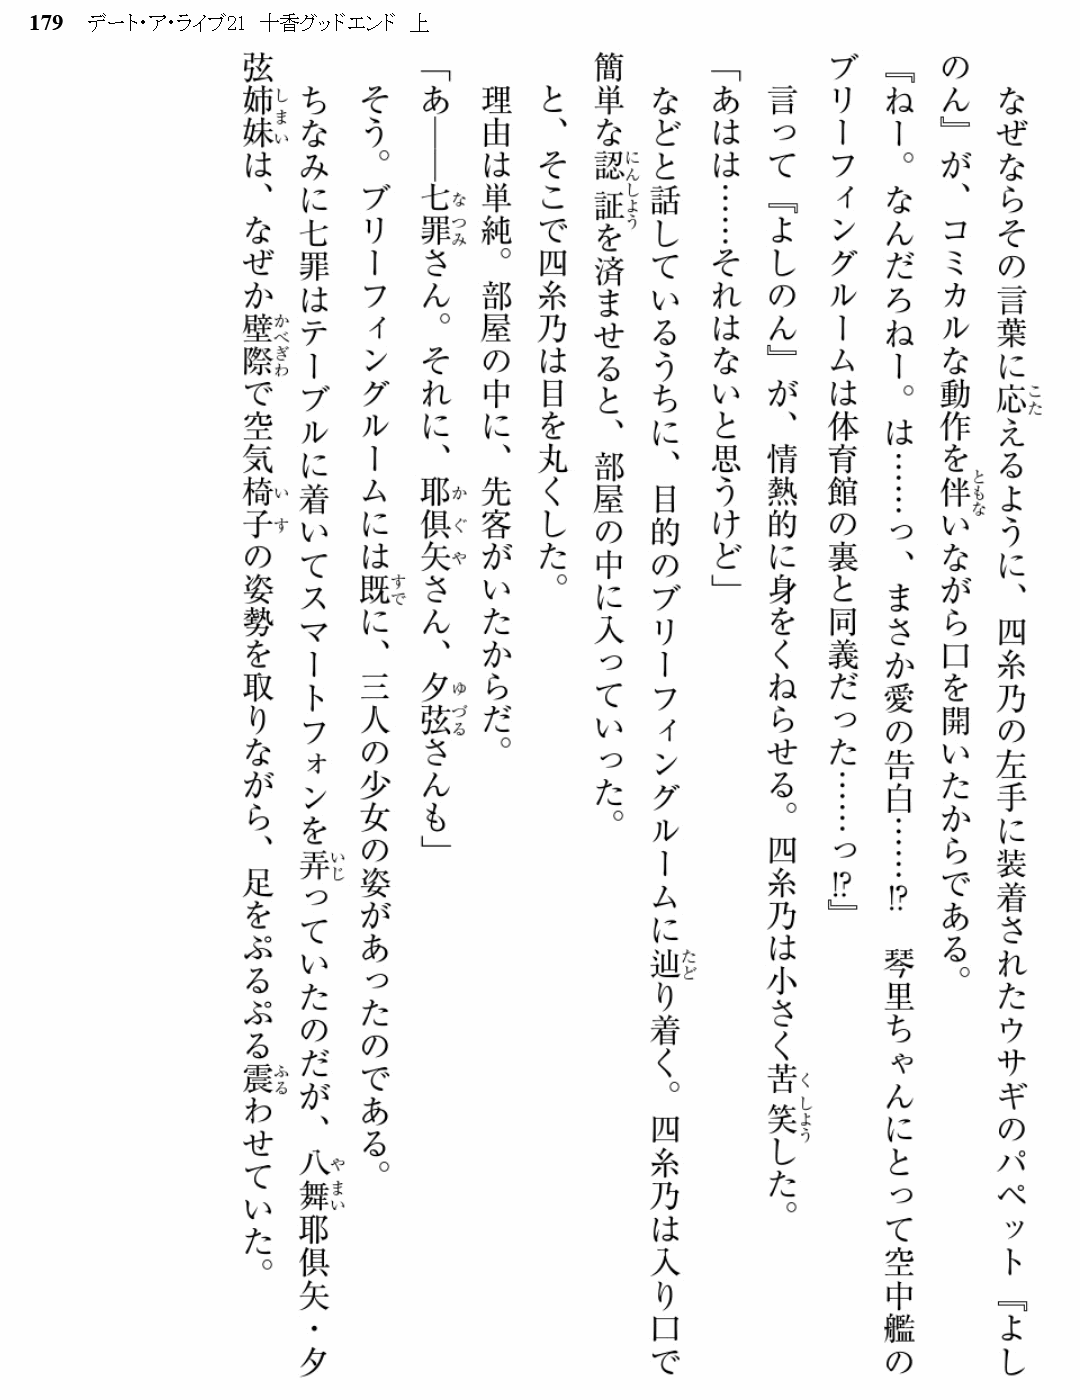 179 デート・ア・ライブ21 十香グッドエンド 上
　なぜならその言葉に応えるように、四糸乃の左手に装着されたウサギのパペット『よし
のん』が、コミカルな動作を伴いながら口を開いたからである。
『ねー。なんだろねー。は……っ、まさか愛の告白……⁉　琴里ちゃんにとって空中艦の
ブリーフィングルームは体育館の裏と同義だった……っ⁉』
　言って『よしのん』が、情熱的に身をくねらせる。四糸乃は小さく苦笑した。
「あはは……それはないと思うけど」
　などと話しているうちに、目的のブリーフィングルームに辿り着く。四糸乃は入り口で
簡単な認証を済ませると、部屋の中に入っていった。
　と、そこで四糸乃は目を丸くした。
　理由は単純。部屋の中に、先客がいたからだ。
「あ――七罪さん。それに、耶倶矢さん、夕弦さんも」
　そう。ブリーフィングルームには既に、三人の少女の姿があったのである。
　ちなみに七罪はテーブルに着いてスマートフォンを弄っていたのだが、八舞耶倶矢・夕
弦姉妹は、なぜか壁際で空気椅子の姿勢を取りながら、足をぷるぷる震わせていた。